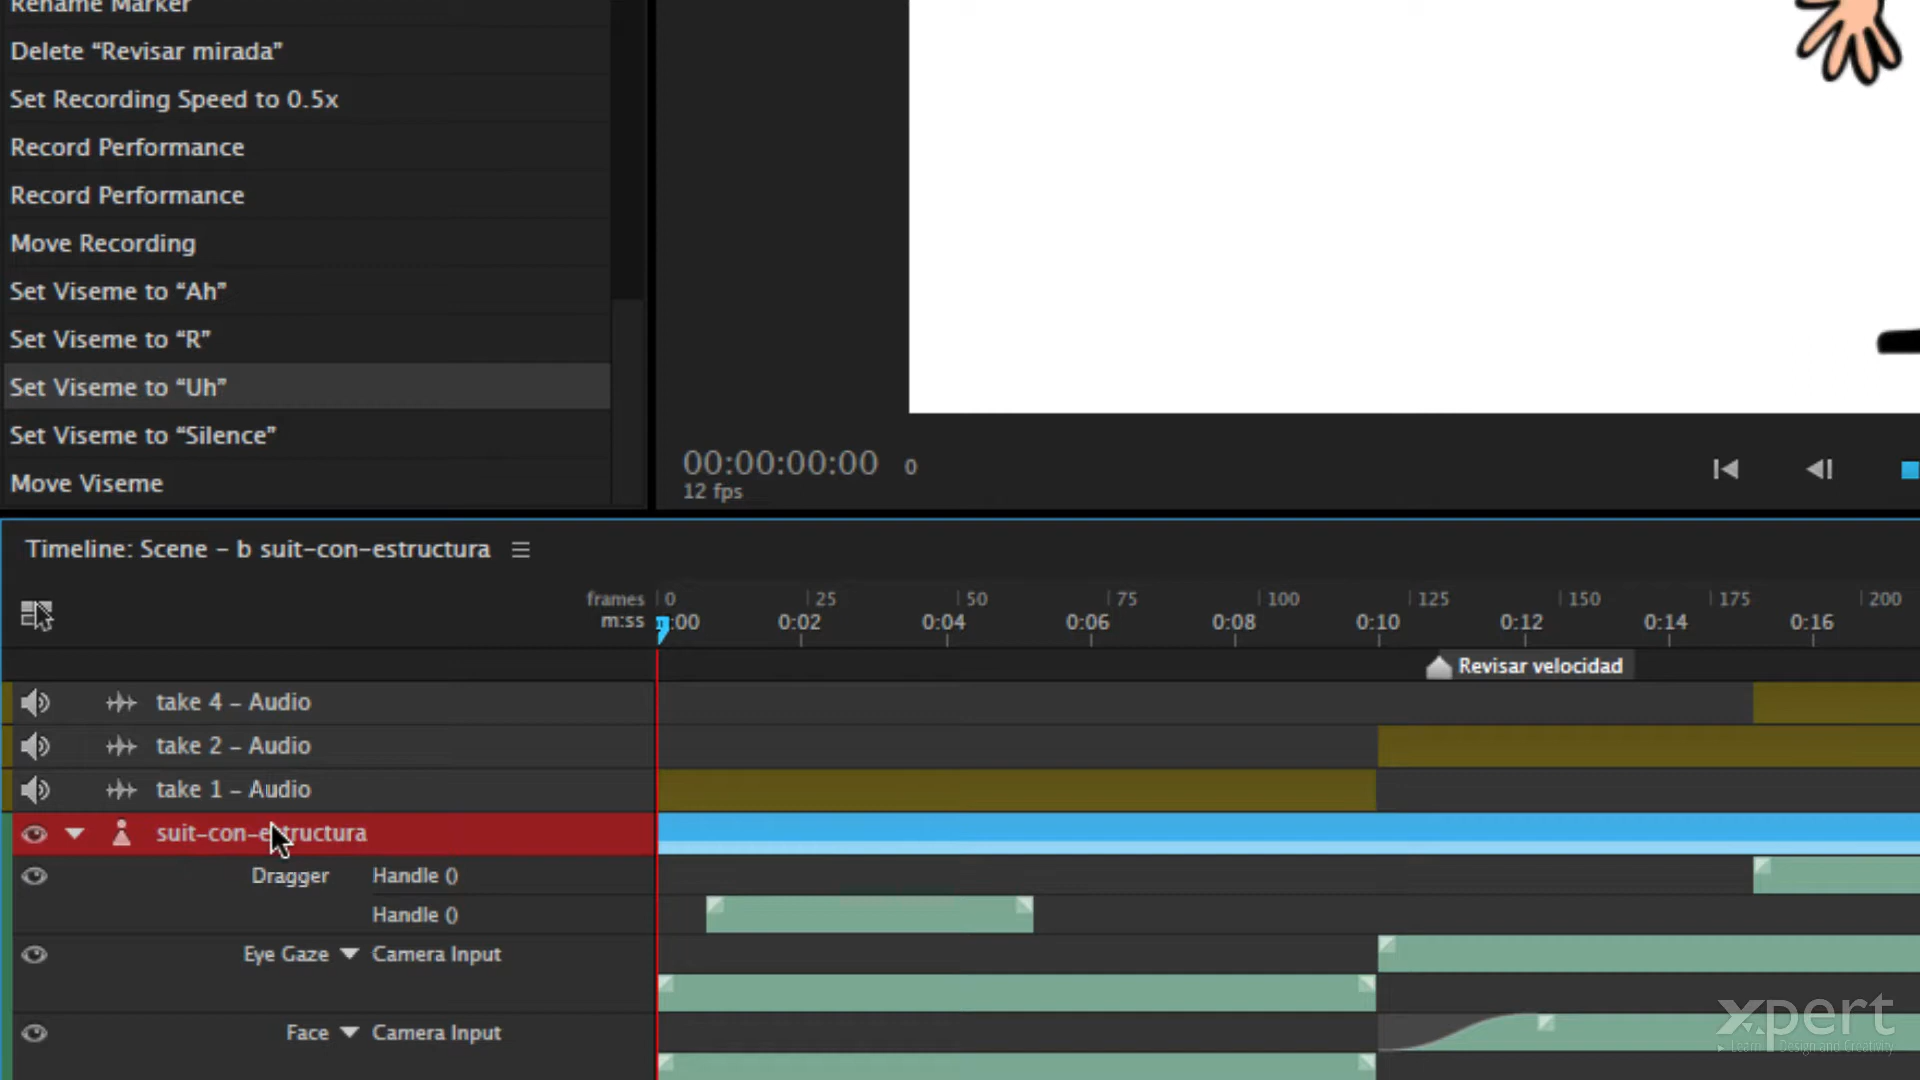 Rename Marker
Delete “Revisar mirada”
Set Recording Speed to 0.5x
Record Performance
Record Performance
Move Recording
Set Viseme to “Ah”
Set Viseme to “R”
Set Viseme to “Uh”
Set Viseme to “Silence”
Move Viseme
00:00:00:00 0
12 fps
Timeline: Scene – b suit-con-estructura
frames 0 25 50 75 100 125 150 175 200
m:ss 0:00 0:02 0:04 0:06 0:08 0:10 0:12 0:14 0:16
Revisar velocidad
take 4 – Audio
take 2 – Audio
take 1 – Audio
suit-con-estructura
Dragger Handle ()
Handle ()
Eye Gaze Camera Input
Face Camera Input
xpert
Learn Design and Creativity